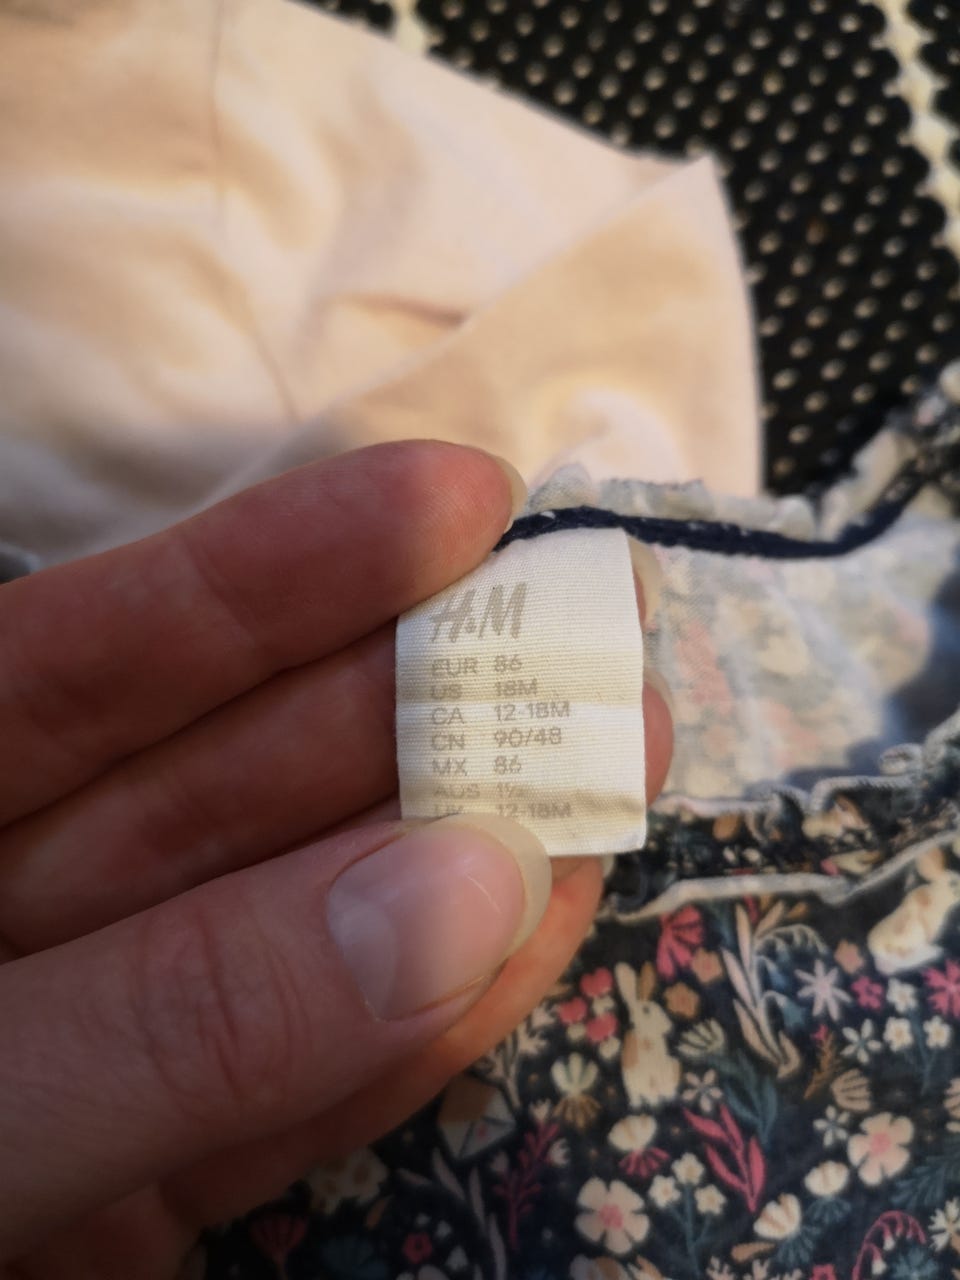 H&M
EUR 86
US 18M
CA 12-18M
CN 90/48
MX 86
AUS 1½
UK 12-18M